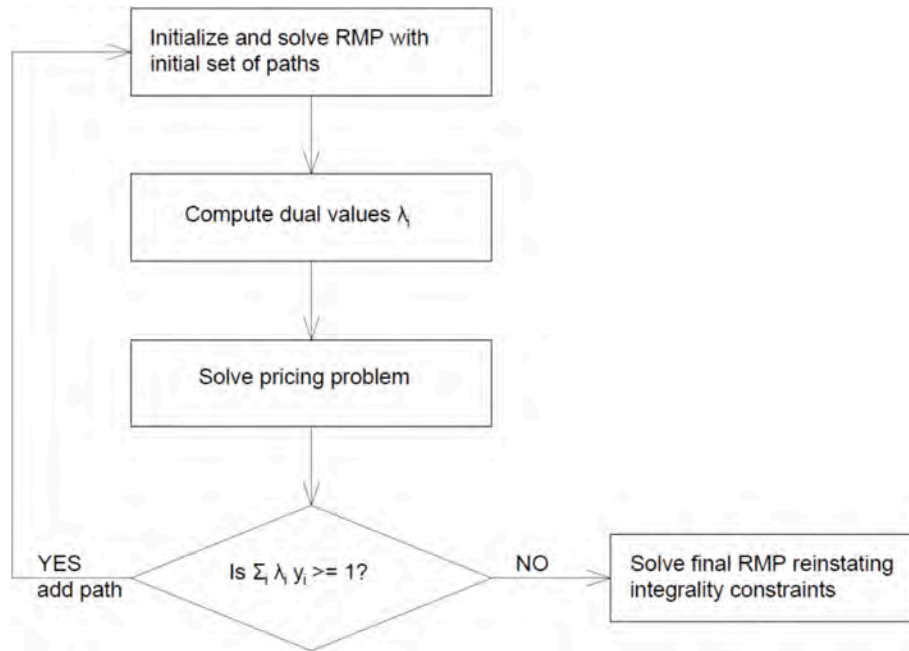 Initialize and solve RMP with
initial set of paths
Compute dual values λi
Solve pricing problem
Is Σi λi yi >= 1?
YES
add path
NO
Solve final RMP reinstating
integrality constraints